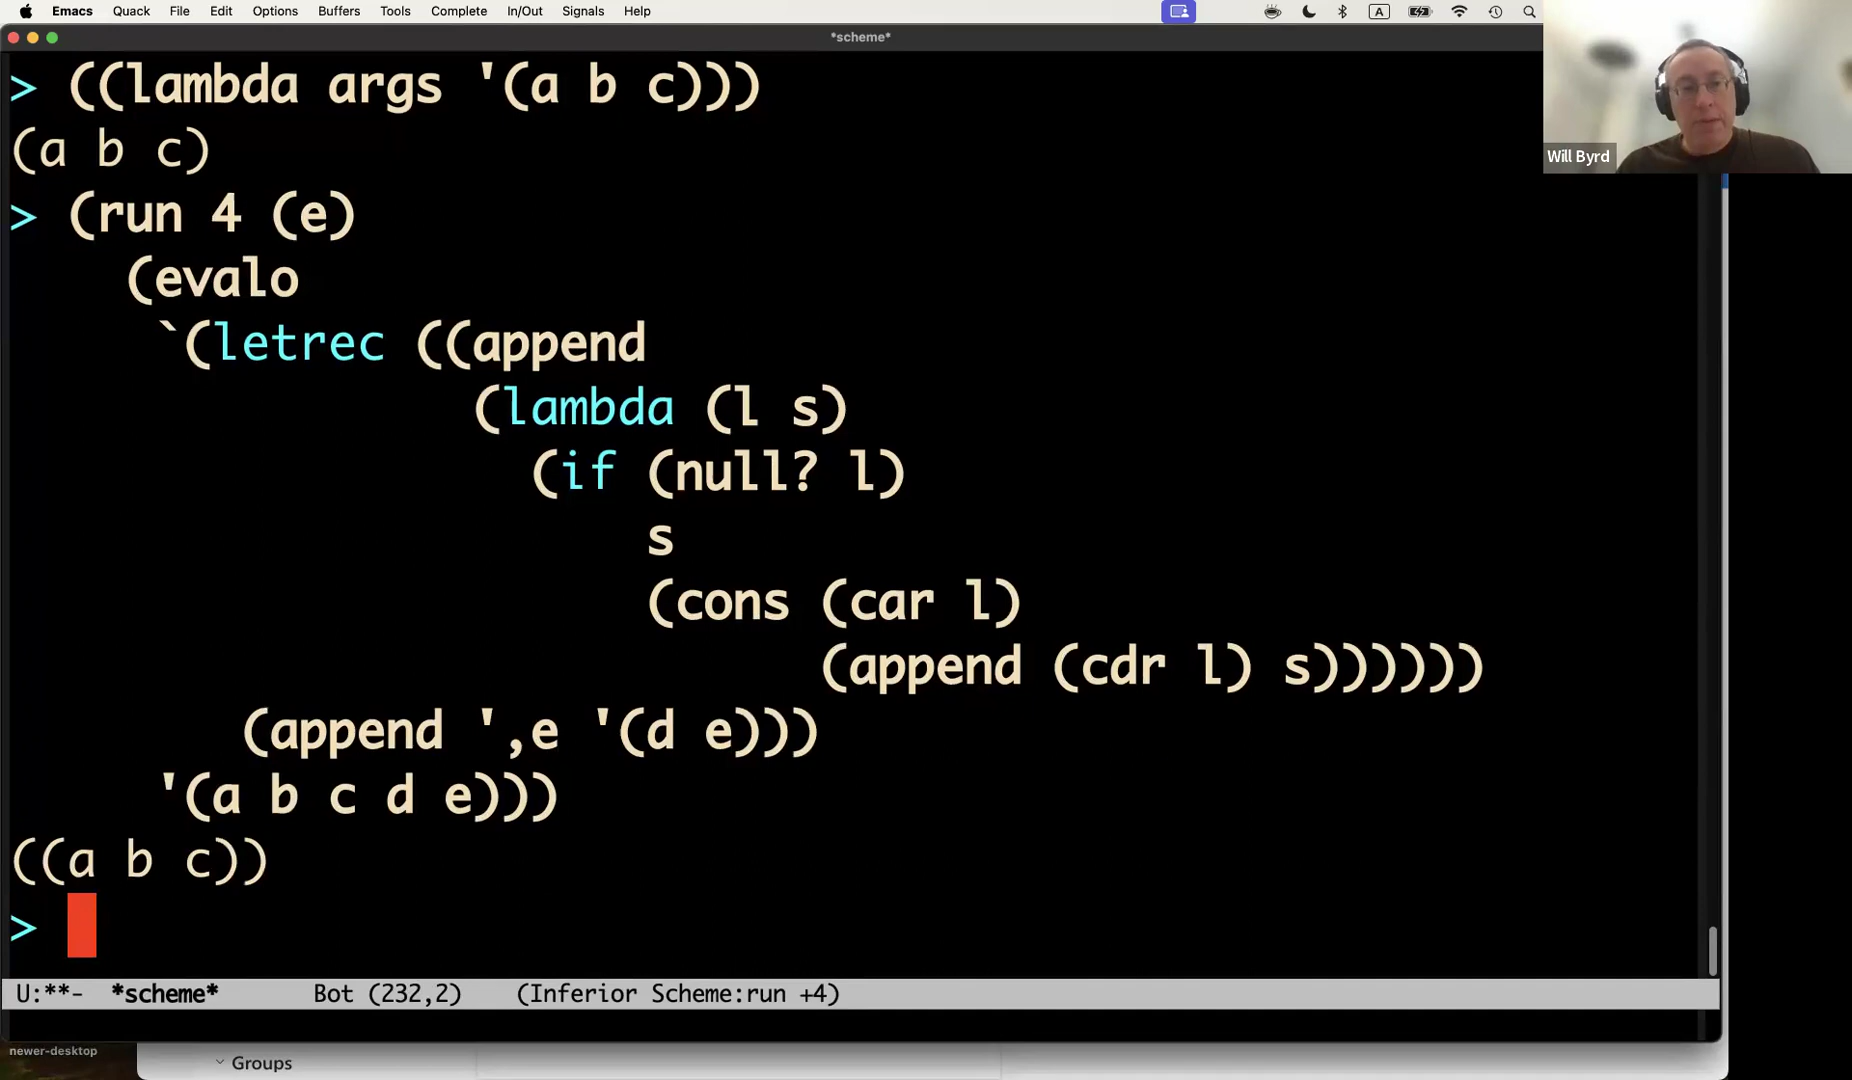 Emacs Quack File Edit Options Buffers Tools Complete In/Out Signals Help A
*scheme*
> ((lambda args '(a b c)))
(a b c)
> (run 4 (e)
(evalo
`(letrec ((append
(lambda (l s)
(if (null? l)
s
(cons (car l)
(append (cdr l) s))))))
(append ',e '(d e)))
'(a b c d e)))
((a b c))
>
U:**- *scheme* Bot (232,2) (Inferior Scheme:run +4)
Will Byrd
newer-desktop
Groups